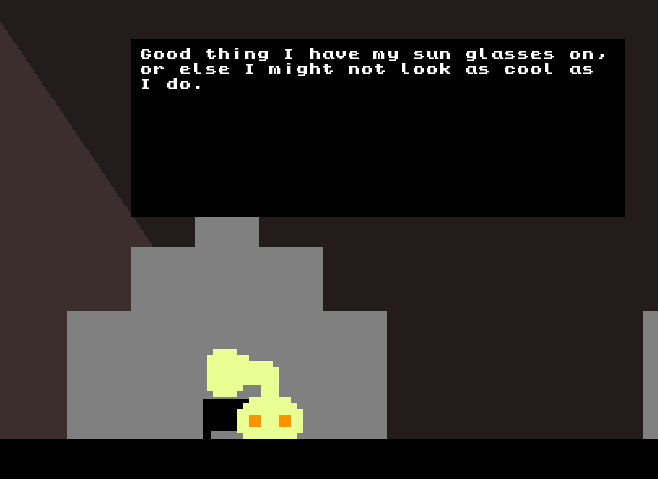 Good thing I have my sun glasses on,
or else I might not look as cool as
I do.